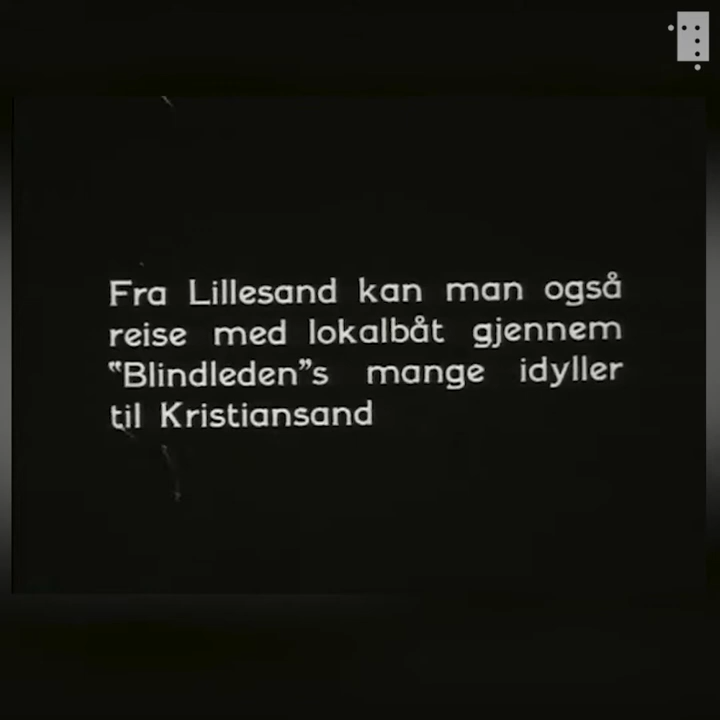 Fra Lillesand kan man også
reise med lokalbåt gjennem
"Blindleden"s mange idyller
til Kristiansand